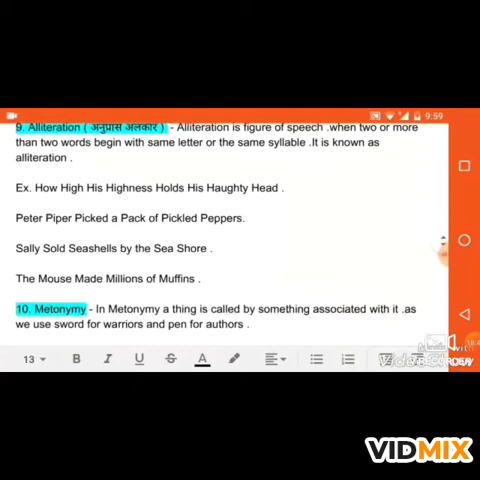 9:59
9. Alliteration ( अनुप्रास अलंकार ) - Alliteration is figure of speech .when two or more
than two words begin with same letter or the same syllable .It is known as
alliteration .
Ex. How High His Highness Holds His Haughty Head .
Peter Piper Picked a Pack of Pickled Peppers.
Sally Sold Seashells by the Sea Shore .
The Mouse Made Millions of Muffins .
10. Metonymy - In Metonymy a thing is called by something associated with it .as
we use sword for warriors and pen for authors .
13 B I U S A
VIDMIX